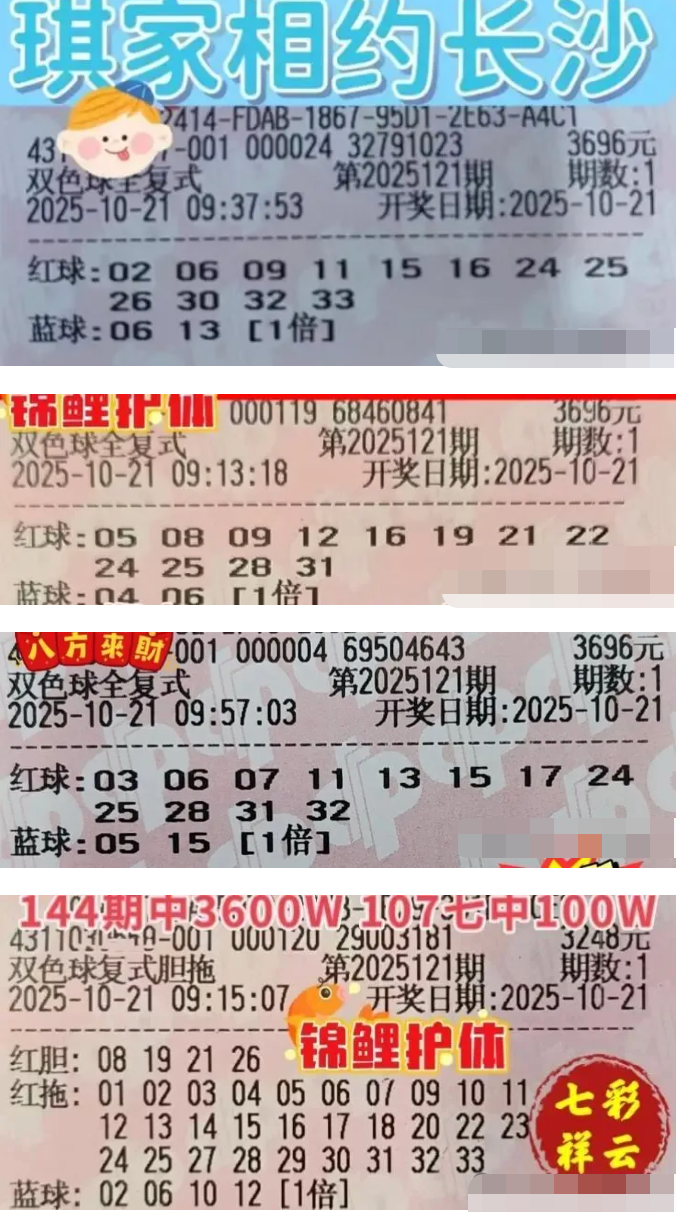 琪家相约长沙
2414-FDAB-1867-95D1-2E63-A4C1
-001 000024 32791023 3696元
双色球全复式 第2025121期 期数:1
2025-10-21 09:37:53 开奖日期:2025-10-21
红球:02 06 09 11 15 16 24 25
26 30 32 33
蓝球:06 13 [1倍]
锦鲤护体 000119 68460841 3696元
双色球全复式 第2025121期 期数:1
2025-10-21 09:13:18 开奖日期:2025-10-21
红球:05 08 09 12 16 19 21 22
24 25 28 31
蓝球:04 06 [1倍]
八方來财
-001 000004 69504643 3696元
双色球全复式 第2025121期 期数:1
2025-10-21 09:57:03 开奖日期:2025-10-21
红球:03 06 07 11 13 15 17 24
25 28 31 32
蓝球:05 15 [1倍]
144期中3600W 107七中100W
-001 000120 29003181 3248元
双色球复式胆拖 第2025121期 期数:1
2025-10-21 09:15:07 开奖日期:2025-10-21
锦鲤护体
红胆: 08 19 21 26
红拖: 01 02 03 04 05 06 07 09 10 11
12 13 14 15 16 17 18 20 22 23
24 25 27 28 29 30 31 32 33
蓝球: 02 06 10 12 [1倍]
七彩
祥云